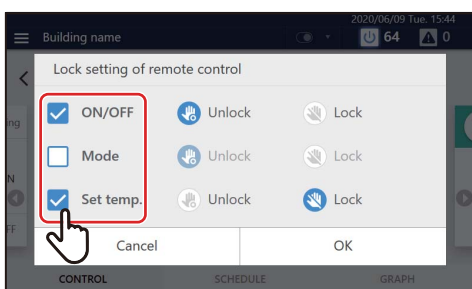 2020/06/09 Tue. 15:44
Building name 64 0
Lock setting of remote control
ON/OFF Unlock Lock
Mode Unlock Lock
Set temp. Unlock Lock
Cancel OK
CONTROL SCHEDULE GRAPH